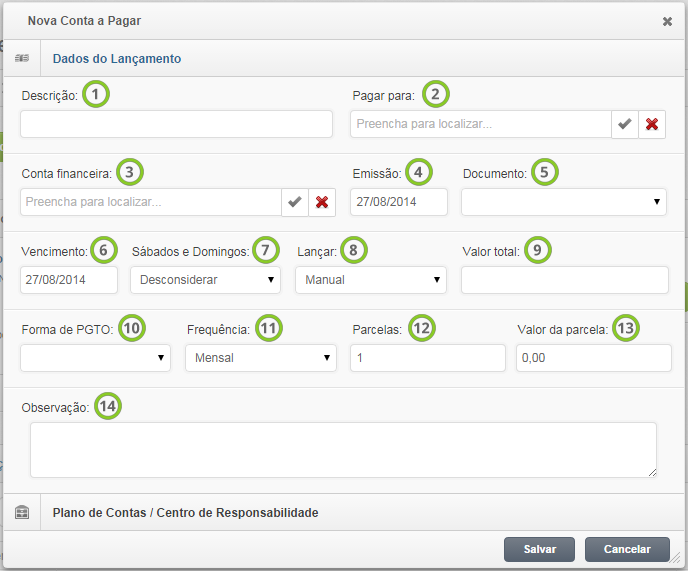 Nova Conta a Pagar
Dados do Lançamento
Descrição: 1 Pagar para: 2
Preencha para localizar...
Conta financeira: 3 Emissão: 4 Documento: 5
Preencha para localizar... 27/08/2014
Vencimento: 6 Sábados e Domingos: 7 Lançar: 8 Valor total: 9
27/08/2014 Desconsiderar Manual
Forma de PGTO: 10 Frequência: 11 Parcelas: 12 Valor da parcela: 13
Mensal 1 0,00
Observação: 14
Plano de Contas / Centro de Responsabilidade
Salvar Cancelar